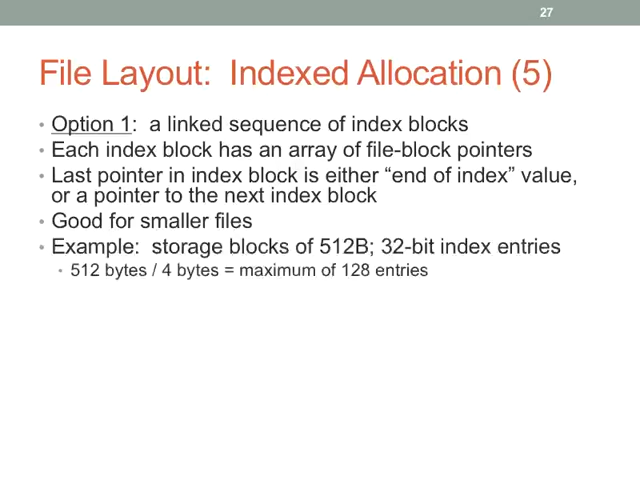 27
File Layout: Indexed Allocation (5)
• Option 1: a linked sequence of index blocks
• Each index block has an array of file-block pointers
• Last pointer in index block is either “end of index” value,
or a pointer to the next index block
• Good for smaller files
• Example: storage blocks of 512B; 32-bit index entries
• 512 bytes / 4 bytes = maximum of 128 entries